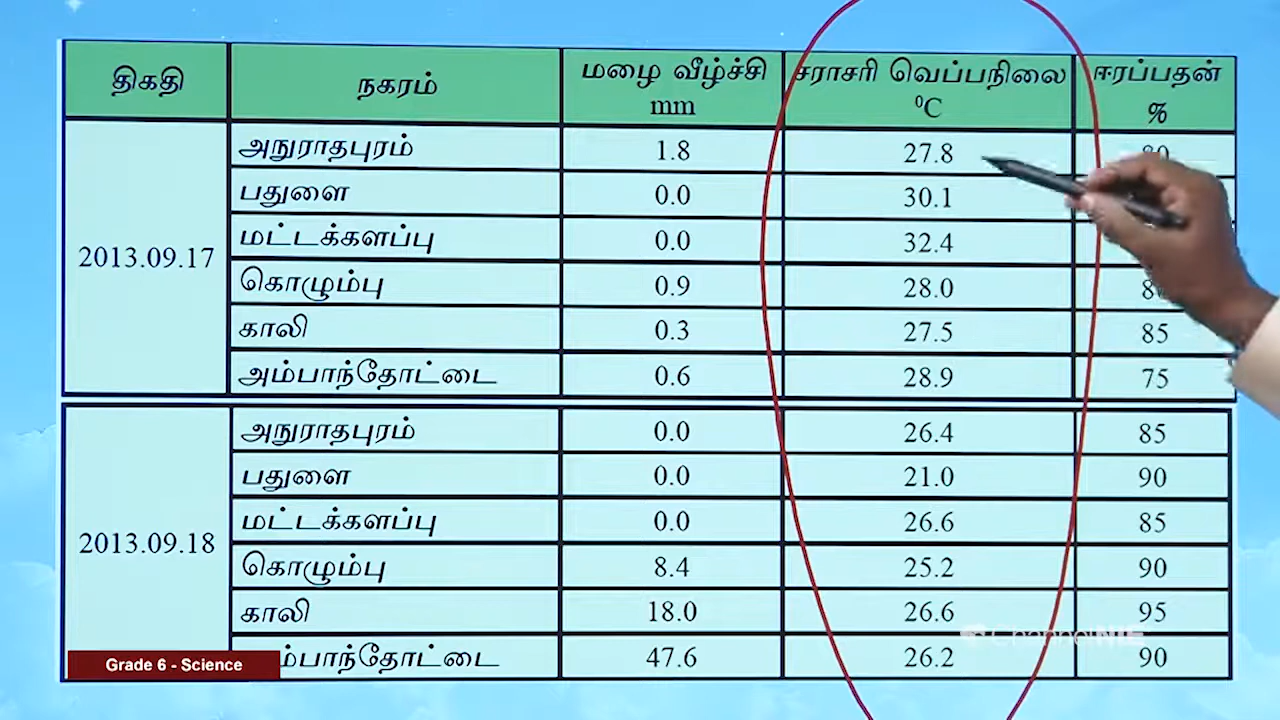 திகதி நகரம் மழை வீழ்ச்சி mm சராசரி வெப்பநிலை ⁰C ஈரப்பதன் %
2013.09.17
அநுராதபுரம் 1.8 27.8
பதுளை 0.0 30.1
மட்டக்களப்பு 0.0 32.4
கொழும்பு 0.9 28.0
காலி 0.3 27.5 85
அம்பாந்தோட்டை 0.6 28.9 75
2013.09.18
அநுராதபுரம் 0.0 26.4 85
பதுளை 0.0 21.0 90
மட்டக்களப்பு 0.0 26.6 85
கொழும்பு 8.4 25.2 90
காலி 18.0 26.6 95
ம்பாந்தோட்டை 47.6 26.2 90
Grade 6 - Science
Channel NIE